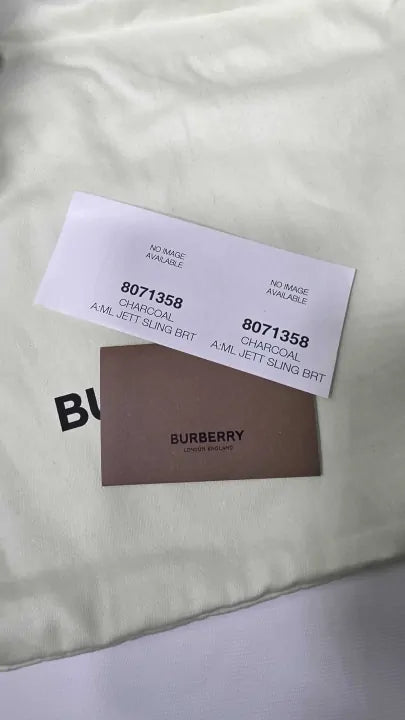 NO IMAGE
AVAILABLE
8071358
CHARCOAL
A:ML JETT SLING BRT
NO IMAGE
AVAILABLE
8071358
CHARCOAL
A:ML JETT SLING BRT
BU
BURBERRY
LONDON, ENGLAND